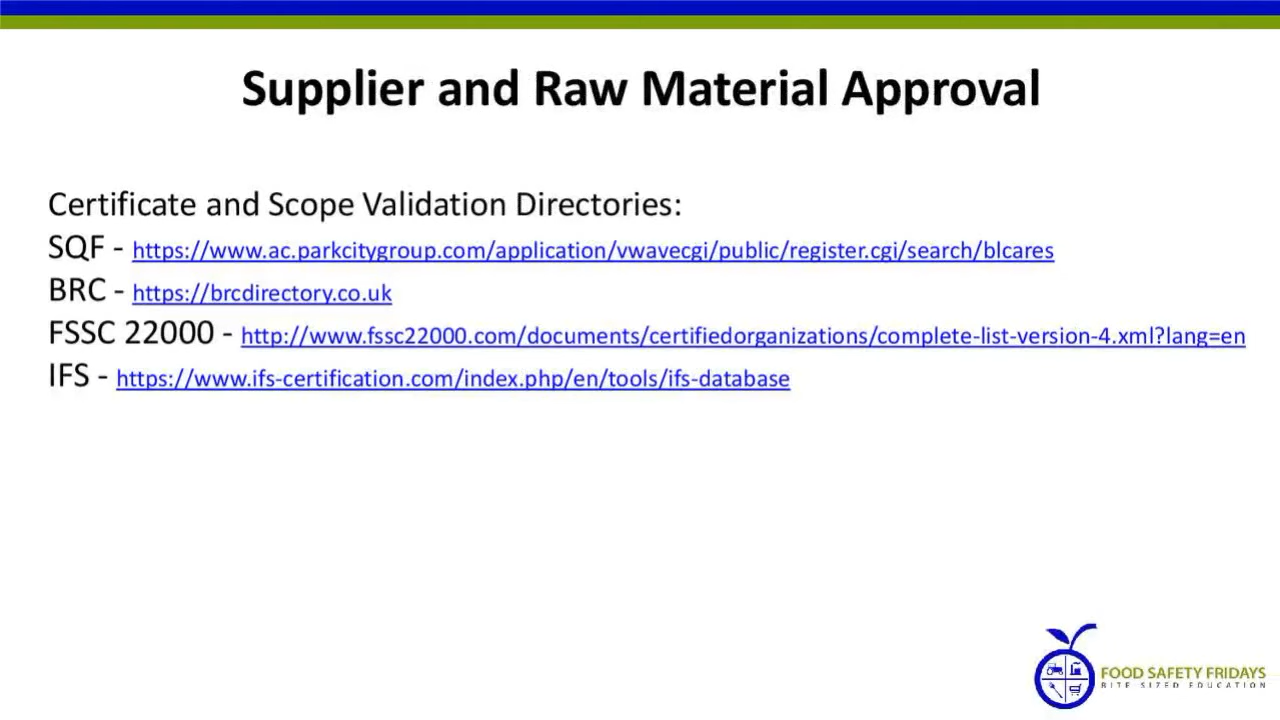 Supplier and Raw Material Approval
Certificate and Scope Validation Directories:
SQF - https://www.ac.parkcitygroup.com/application/vwavecgi/public/register.cgi/search/blcares
BRC - https://brcdirectory.co.uk
FSSC 22000 - http://www.fssc22000.com/documents/certifiedorganizations/complete-list-version-4.xml?lang=en
IFS - https://www.ifs-certification.com/index.php/en/tools/ifs-database
FOOD SAFETY FRIDAYS
BITE SIZED EDUCATION